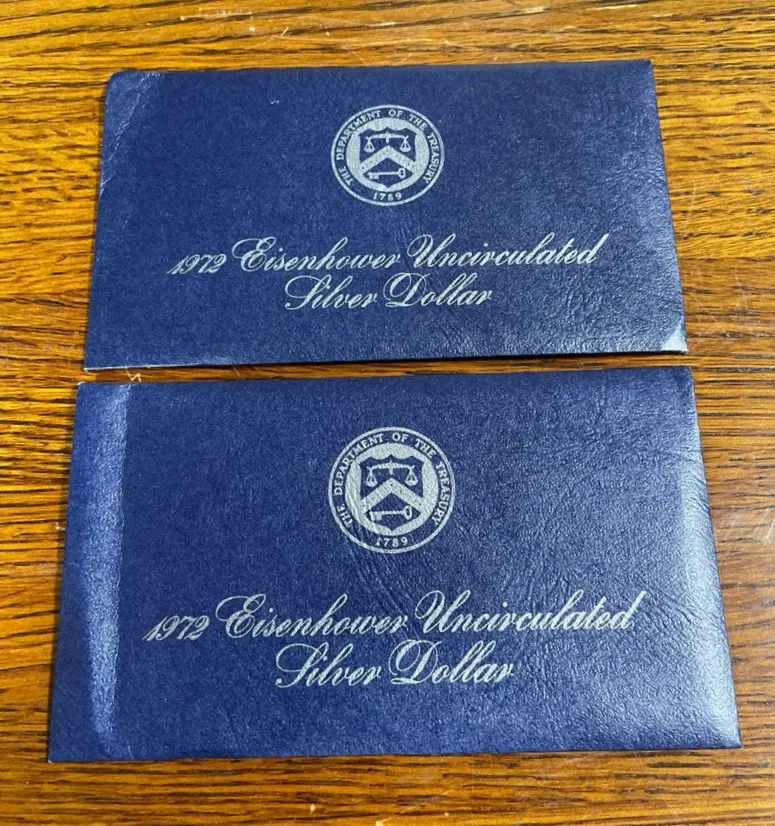 THE DEPARTMENT OF THE TREASURY
1789
1972 Eisenhower Uncirculated
Silver Dollar
THE DEPARTMENT OF THE TREASURY
1789
1972 Eisenhower Uncirculated
Silver Dollar